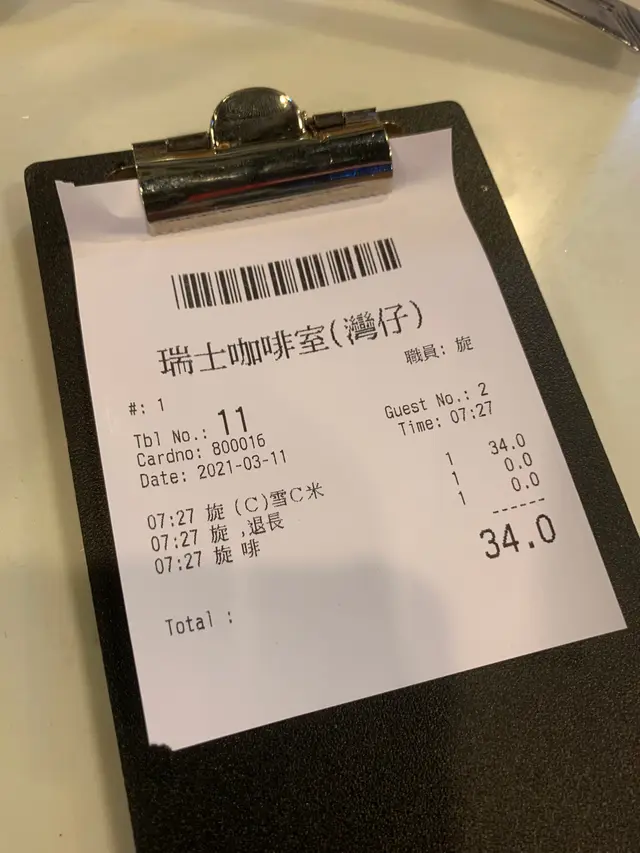 瑞士咖啡室(灣仔)
職員: 旋
#: 1
Tbl No.: 11 Guest No.: 2
Cardno: 800016 Time: 07:27
Date: 2021-03-11
07:27 旋 (C)雪C米 1 34.0
07:27 旋 ,退長 1 0.0
07:27 旋 啡 1 0.0
------
Total : 34.0